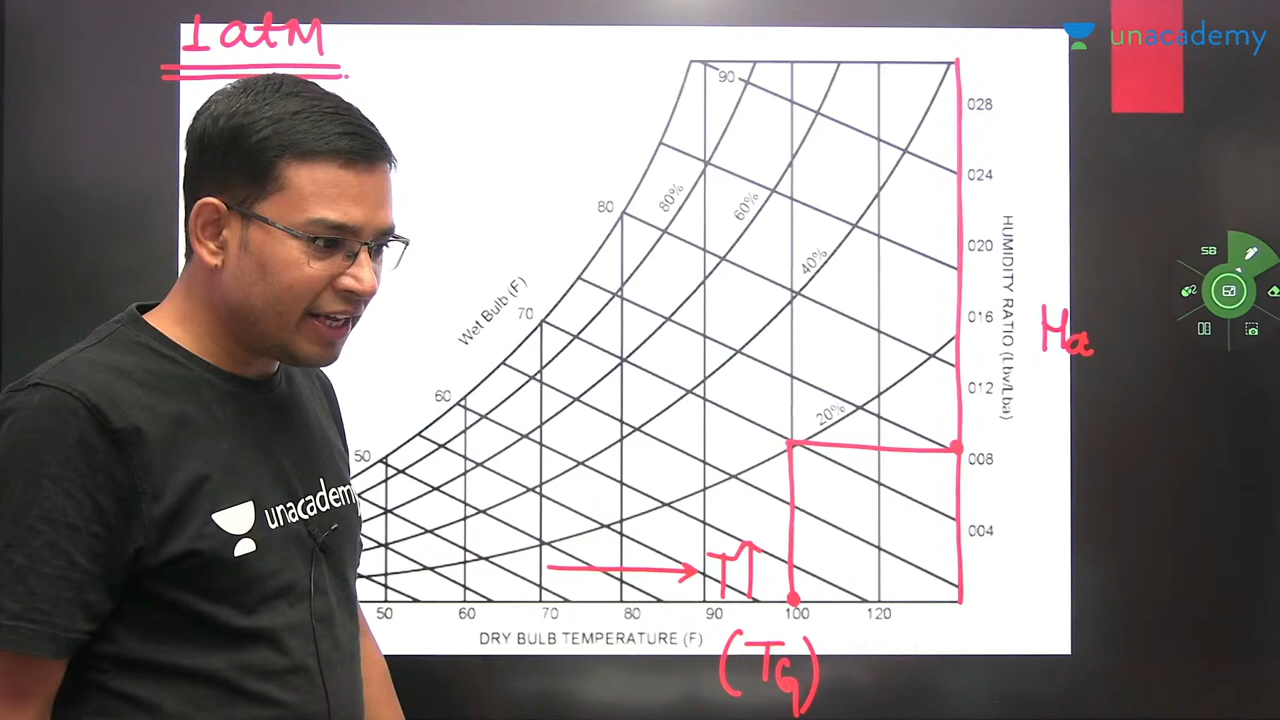 1 atM
unacademy
90
028
024
80
80%
60%
020
40%
HUMIDITY RATIO (Lbv/Lba)
Wet Bulb (F)
70
016
Ha
60
012
20%
50
008
unacademy
004
T↑
50 60 70 80 90 100 120
DRY BULB TEMPERATURE (F)
(TG)
SB